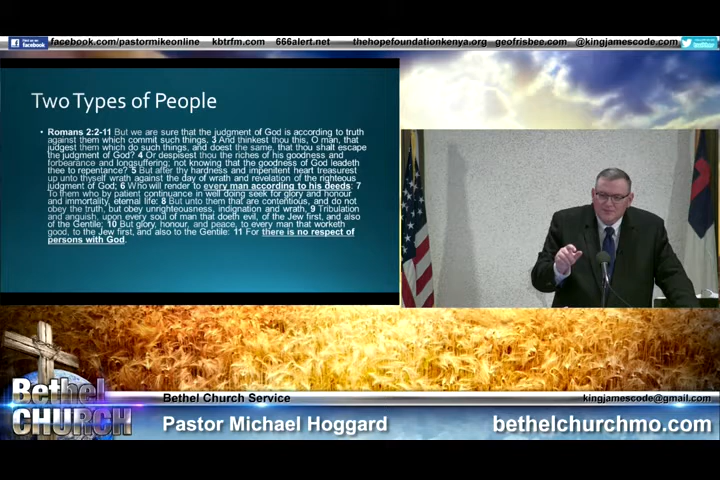 facebook.com/pastormikeonline kbtrfm.com 666alert.net thehopefoundationkenya.org geofrisbee.com @kingjamescode.com
Two Types of People
• Romans 2:2-11 But we are sure that the judgment of God is according to truth
against them which commit such things. 3 And thinkest thou this, O man, that
judgest them which do such things, and doest the same, that thou shalt escape
the judgment of God? 4 Or despisest thou the riches of his goodness and
forbearance and longsuffering; not knowing that the goodness of God leadeth
thee to repentance? 5 But after thy hardness and impenitent heart treasurest
up unto thyself wrath against the day of wrath and revelation of the righteous
judgment of God; 6 Who will render to every man according to his deeds: 7
To them who by patient continuance in well doing seek for glory and honour
and immortality, eternal life: 8 But unto them that are contentious, and do not
obey the truth, but obey unrighteousness, indignation and wrath, 9 Tribulation
and anguish, upon every soul of man that doeth evil, of the Jew first, and also
of the Gentile; 10 But glory, honour, and peace, to every man that worketh
good, to the Jew first, and also to the Gentile: 11 For there is no respect of
persons with God.
Bethel
CHURCH
Bethel Church Service
kingjamescode@gmail.com
Pastor Michael Hoggard
bethelchurchmo.com